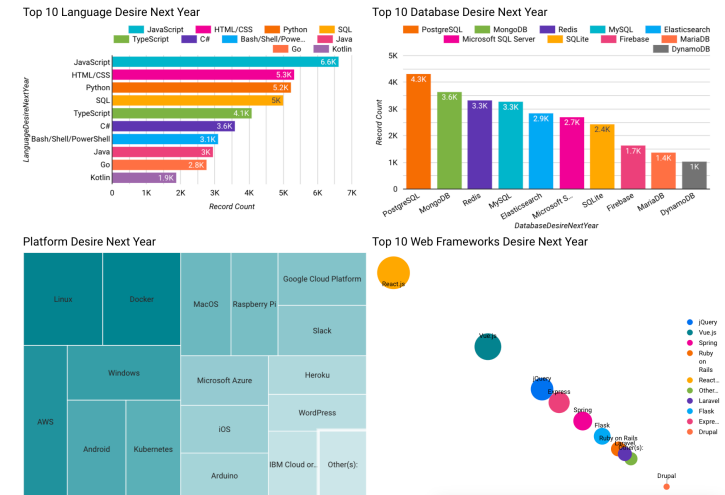 Top 10 Language Desire Next Year
JavaScript HTML/CSS Python SQL
TypeScript C# Bash/Shell/Powe... Java
Go Kotlin
LanguageDesireNextYear
JavaScript 6.6K
HTML/CSS 5.3K
Python 5.2K
SQL 5K
TypeScript 4.1K
C# 3.6K
Bash/Shell/PowerShell 3.1K
Java 3K
Go 2.8K
Kotlin 1.9K
0 1K 2K 3K 4K 5K 6K 7K
Record Count
Top 10 Database Desire Next Year
PostgreSQL MongoDB Redis MySQL Elasticsearch
Microsoft SQL Server SQLite Firebase MariaDB
DynamoDB
Record Count
5K
4K
3K
2K
1K
0
4.3K 3.6K 3.3K 3.3K 2.9K 2.7K 2.4K 1.7K 1.4K 1K
PostgreSQL MongoDB Redis MySQL Elasticsearch Microsoft S... SQLite Firebase MariaDB DynamoDB
DatabaseDesireNextYear
Platform Desire Next Year
Linux
Docker
AWS
Windows
Android
Kubernetes
MacOS
Raspberry Pi
Google Cloud Platform
Slack
Microsoft Azure
iOS
Arduino
Heroku
WordPress
IBM Cloud or..
Other(s):
Top 10 Web Frameworks Desire Next Year
React.js
Vue.js
jQuery
Express
Spring
Flask
Ruby on Rails
Laravel
Other(s):
Drupal
jQuery
Vue.js
Spring
Ruby
on
Rails
React...
Other...
Laravel
Flask
Expre...
Drupal